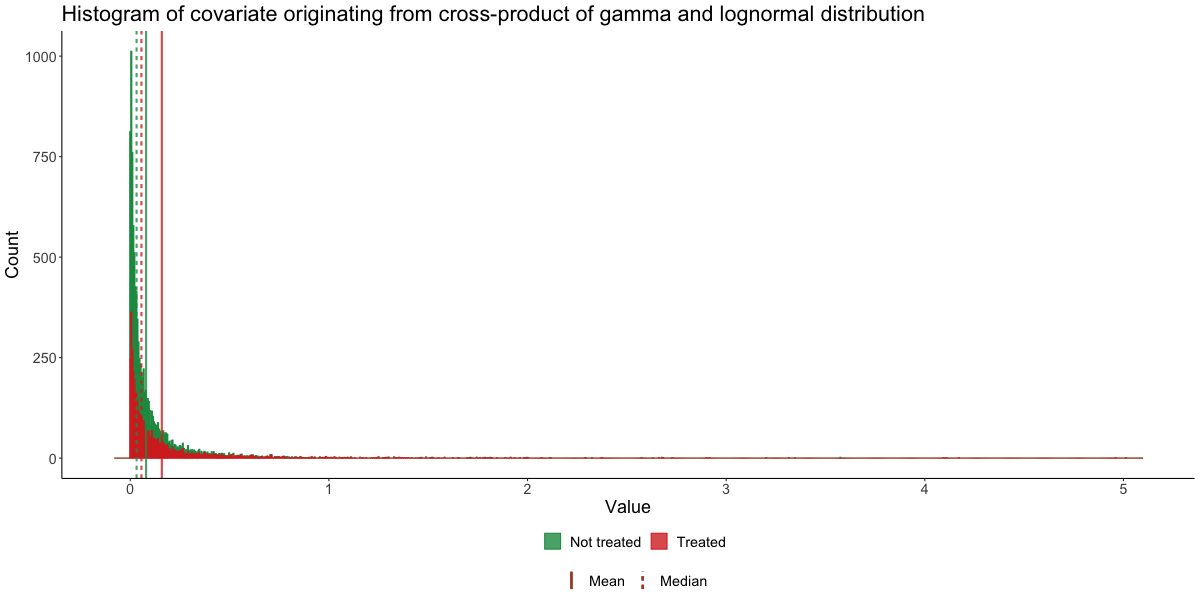 Histogram of covariate originating from cross-product of gamma and lognormal distribution
1000
750
500
250
0
Count
0 1 2 3 4 5
Value
Not treated Treated
Mean Median